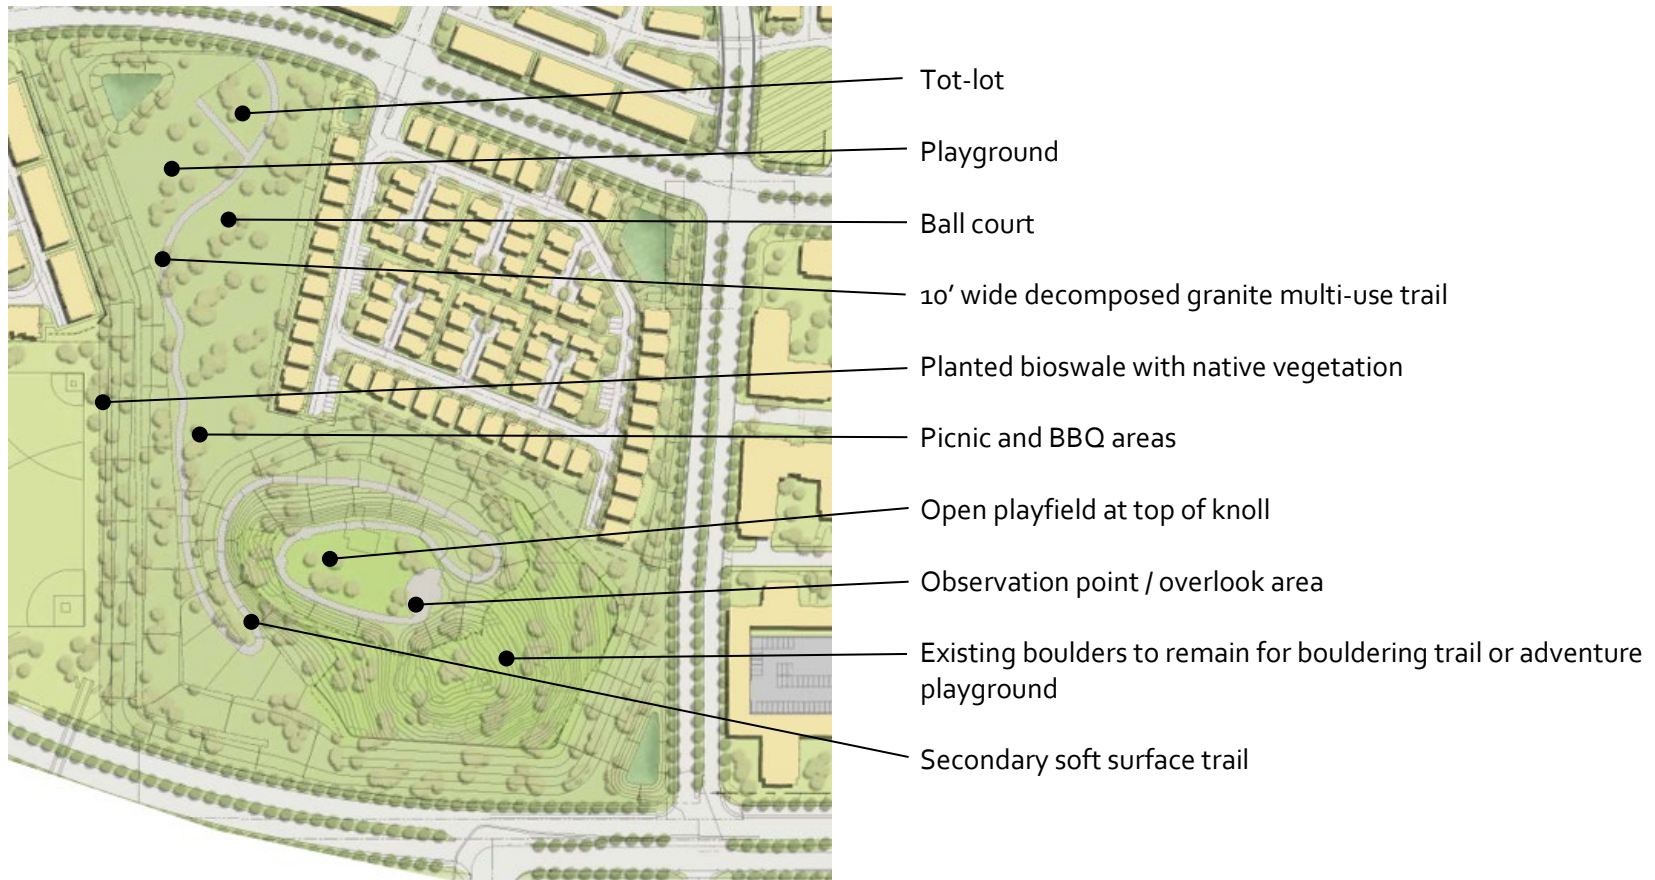 Tot-lot
Playground
Ball court
10’ wide decomposed granite multi-use trail
Planted bioswale with native vegetation
Picnic and BBQ areas
Open playfield at top of knoll
Observation point / overlook area
Existing boulders to remain for bouldering trail or adventure
playground
Secondary soft surface trail